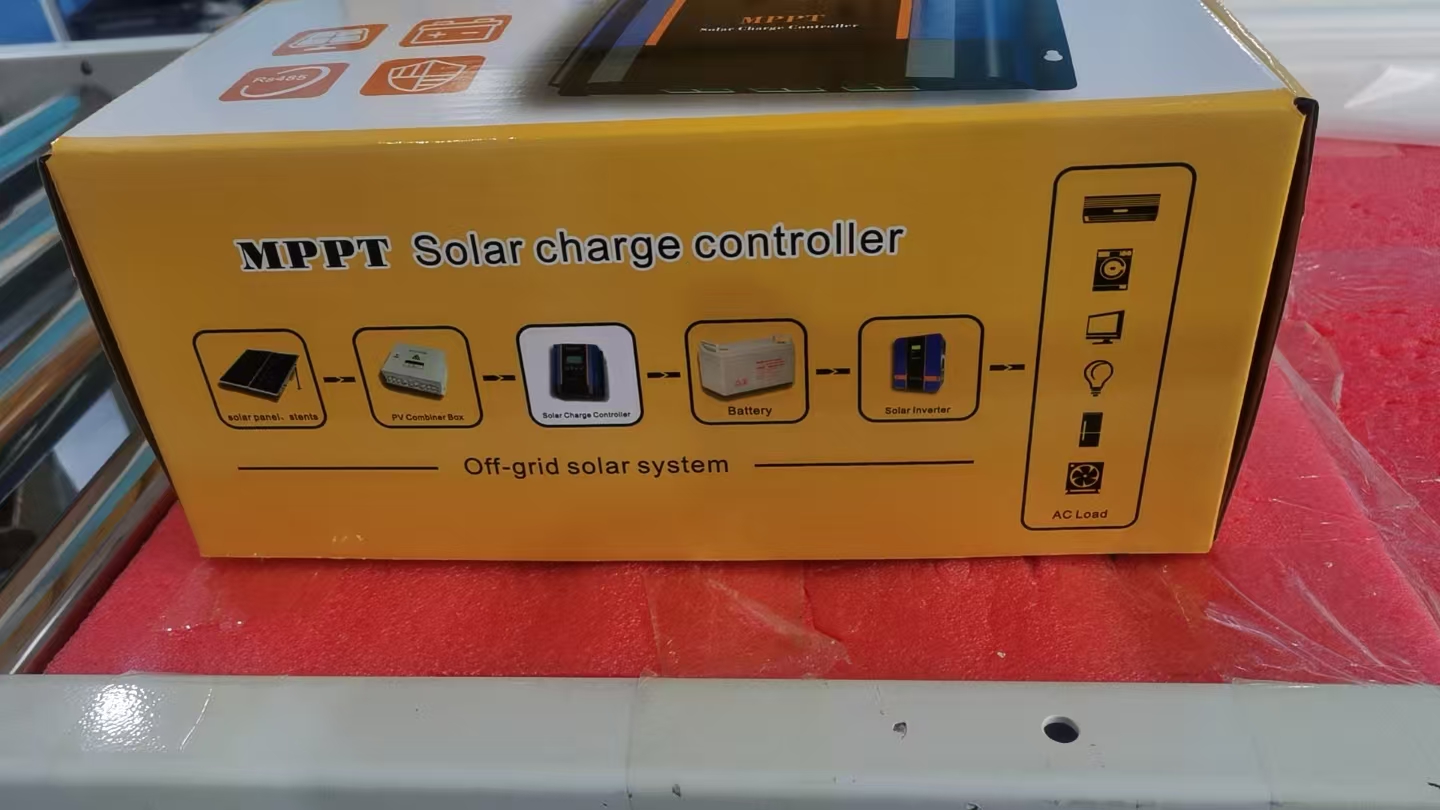 MPPT
Solar Charge Controller
RS485
MPPT Solar charge controller
solar panel、stents
PV Combiner Box
Solar Charge Controller
Battery
Solar Inverter
Off-grid solar system
AC Load